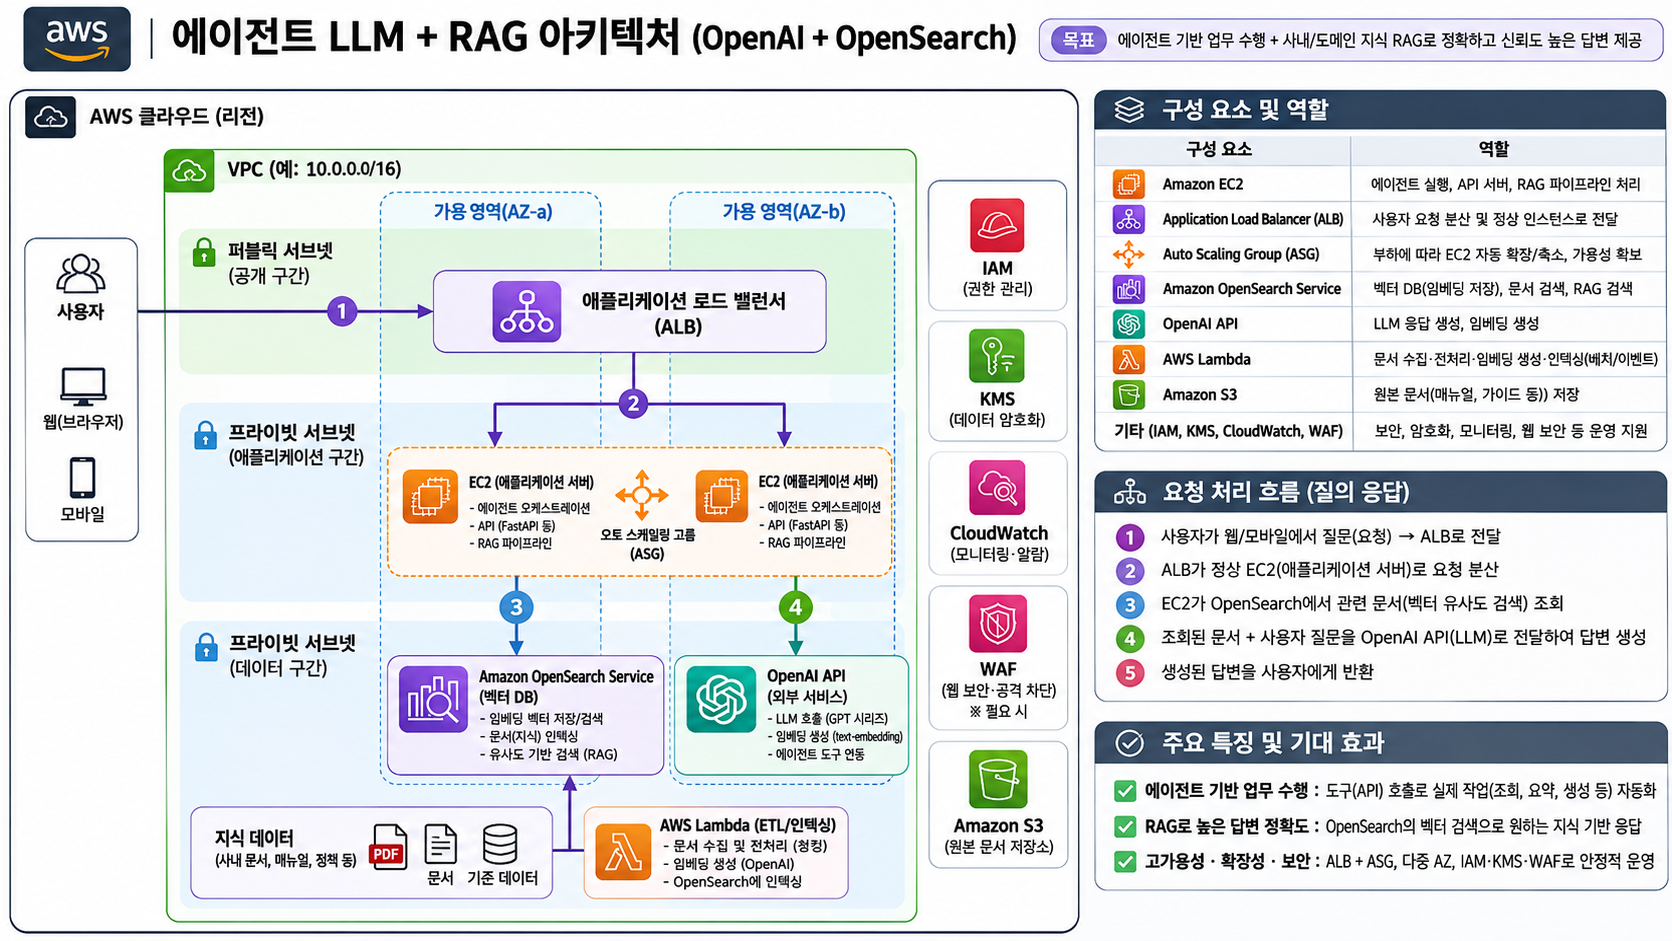 aws
에이전트 LLM + RAG 아키텍처 (OpenAI + OpenSearch)
목표
에이전트 기반 업무 수행 + 사내/도메인 지식 RAG로 정확하고 신뢰도 높은 답변 제공
AWS 클라우드 (리전)
VPC (예: 10.0.0.0/16)
가용 영역(AZ-a)
가용 영역(AZ-b)
사용자
웹(브라우저)
모바일
퍼블릭 서브넷
(공개 구간)
1
애플리케이션 로드 밸런서
(ALB)
2
프라이빗 서브넷
(애플리케이션 구간)
EC2 (애플리케이션 서버)
- 에이전트 오케스트레이션
- API (FastAPI 등)
- RAG 파이프라인
오토 스케일링 그룹
(ASG)
EC2 (애플리케이션 서버)
- 에이전트 오케스트레이션
- API (FastAPI 등)
- RAG 파이프라인
3
4
프라이빗 서브넷
(데이터 구간)
Amazon OpenSearch Service
(벡터 DB)
- 임베딩 벡터 저장/검색
- 문서(지식) 인텍싱
- 유사도 기반 검색 (RAG)
OpenAI API
(외부 서비스)
- LLM 호출 (GPT 시리즈)
- 임베딩 생성 (text-embedding)
- 에이전트 도구 연동
지식 데이터
(사내 문서, 매뉴얼, 정책 등)
PDF
문서
기존 데이터
AWS Lambda (ETL/인텍싱)
- 문서 수집 및 전처리 (청킹)
- 임베딩 생성 (OpenAI)
- OpenSearch에 인텍싱
IAM
(권한 관리)
KMS
(데이터 암호화)
CloudWatch
(모니터링·알람)
WAF
(웹 보안·공격 차단)
※ 필요 시
Amazon S3
(원본 문서 저장소)
구성 요소 및 역할
구성 요소
역할
Amazon EC2
에이전트 실행, API 서버, RAG 파이프라인 처리
Application Load Balancer (ALB)
사용자 요청 분산 및 정상 인스턴스로 전달
Auto Scaling Group (ASG)
부하에 따라 EC2 자동 확장/축소, 가용성 확보
Amazon OpenSearch Service
벡터 DB(임베딩 저장), 문서 검색, RAG 검색
OpenAI API
LLM 응답 생성, 임베딩 생성
AWS Lambda
문서 수집·전처리·임베딩 생성·인텍싱(배치/이벤트)
Amazon S3
원본 문서(매뉴얼, 가이드 동)) 저장
기타 (IAM, KMS, CloudWatch, WAF)
보안, 암호화, 모니터링, 웹 보안 등 운영 지원
요청 처리 흐름 (질의 응답)
1 사용자가 웹/모바일에서 질문(요청) → ALB로 전달
2 ALB가 정상 EC2(애플리케이션 서버)로 요청 분산
3 EC2가 OpenSearch에서 관련 문서(벡터 유사도 검색) 조회
4 조회된 문서 + 사용자 질문을 OpenAI API(LLM)로 전달하여 답변 생성
5 생성된 답변을 사용자에게 반환
주요 특징 및 기대 효과
에이전트 기반 업무 수행 : 도구(API) 호출로 실제 작업(조회, 요약, 생성 등) 자동화
RAG로 높은 답변 정확도 : OpenSearch의 벡터 검색으로 원하는 지식 기반 응답
고가용성 · 확장성 · 보안 : ALB + ASG, 다중 AZ, IAM·KMS·WAF로 안정적 운영